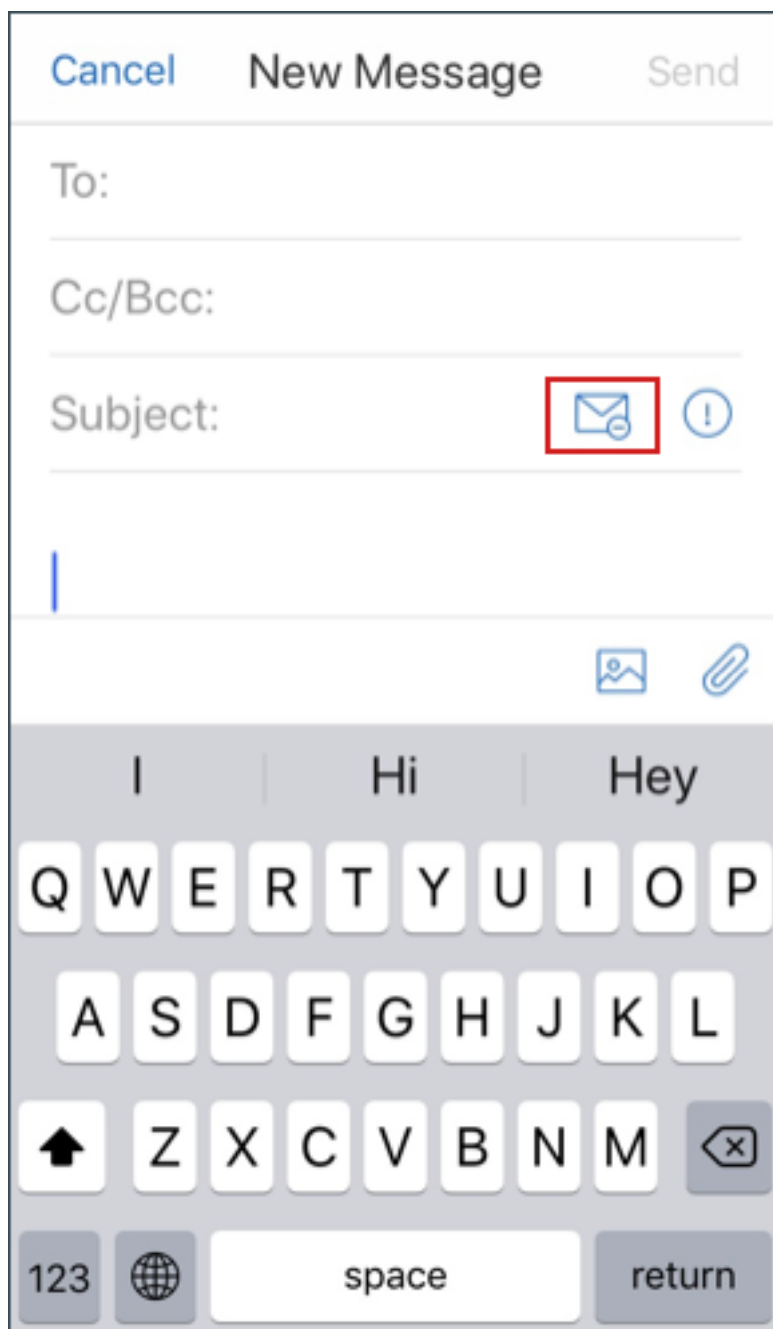 Cancel New Message Send
To:
Cc/Bcc:
Subject:
I Hi Hey
Q W E R T Y U I O P
A S D F G H J K L
Z X C V B N M
123 space return